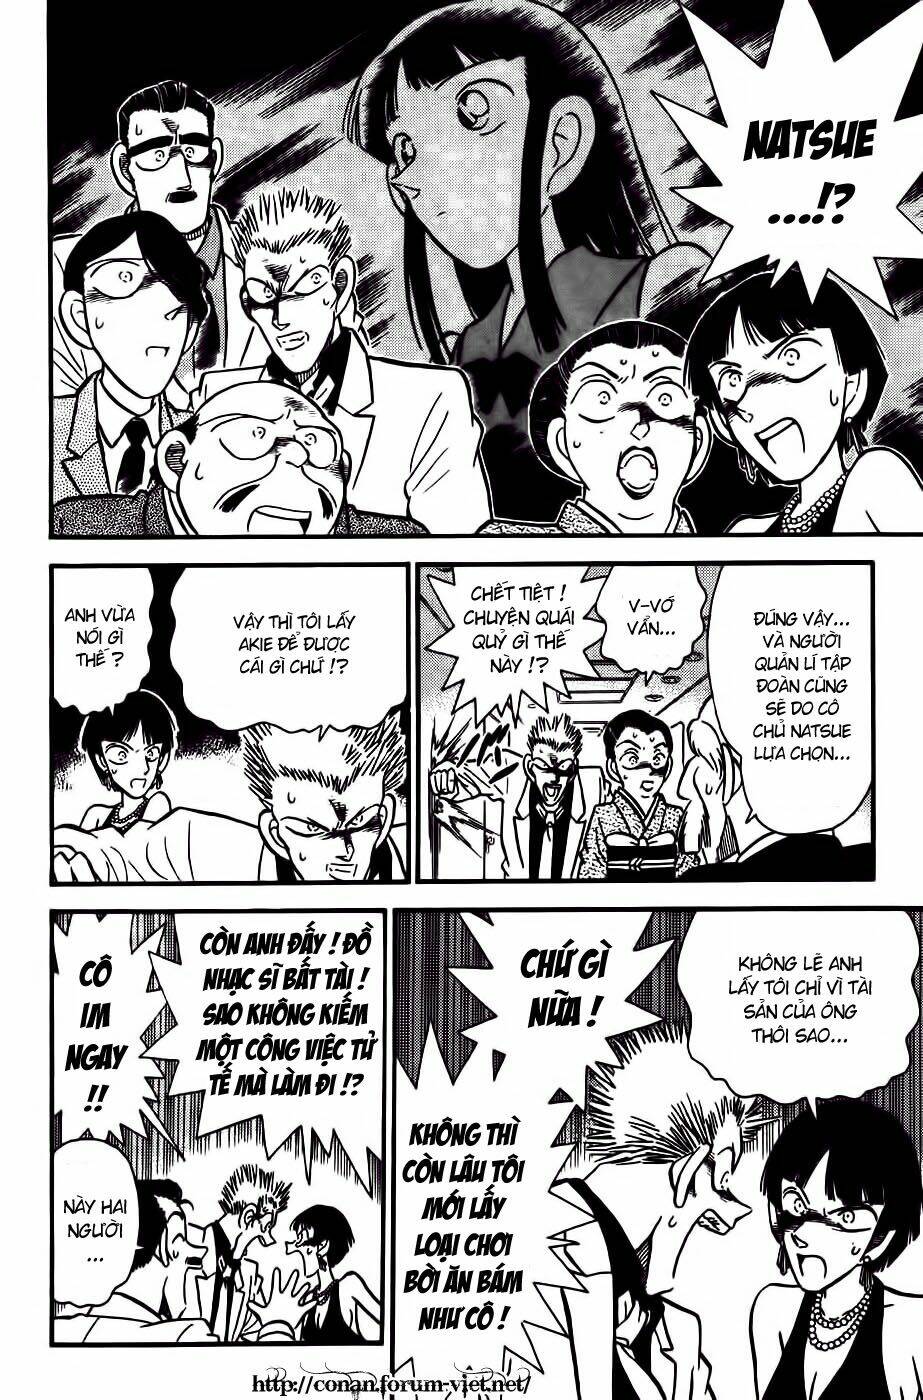 NATSUE
....!?
ĐÚNG VẬY...
VÀ NGƯỜI
QUẢN LÍ TẬP
ĐOÀN CŨNG
SẼ DO CÔ
CHỦ NATSUE
LỰA CHỌN...
V-VỚ
VẨN...
CHẾT TIỆT !
CHUYỆN QUÁI
QUỶ GÌ THẾ
NÀY !?
VẬY THÌ TÔI LẤY
AKIE ĐỂ ĐƯỢC
CÁI GÌ CHỨ !?
ANH VỪA
NÓI GÌ
THẾ ?
KHÔNG LẼ ANH
LẤY TÔI CHỈ VÌ TÀI
SẢN CỦA ÔNG
THÔI SAO...
CHỨ GÌ
NỮA !
KHÔNG THÌ
CÒN LÂU TÔI
MỚI LẤY
LOẠI CHƠI
BỜI ĂN BÁM
NHƯ CÔ !
CÒN ANH ĐẤY ! ĐỒ
NHẠC SĨ BẤT TÀI !
SAO KHÔNG KIẾM
MỘT CÔNG VIỆC TỬ
TẾ MÀ LÀM ĐI !?
CÔ
IM
NGAY
!!
NÀY HAI
NGƯỜI
...
http://conan.forum-viet.net/